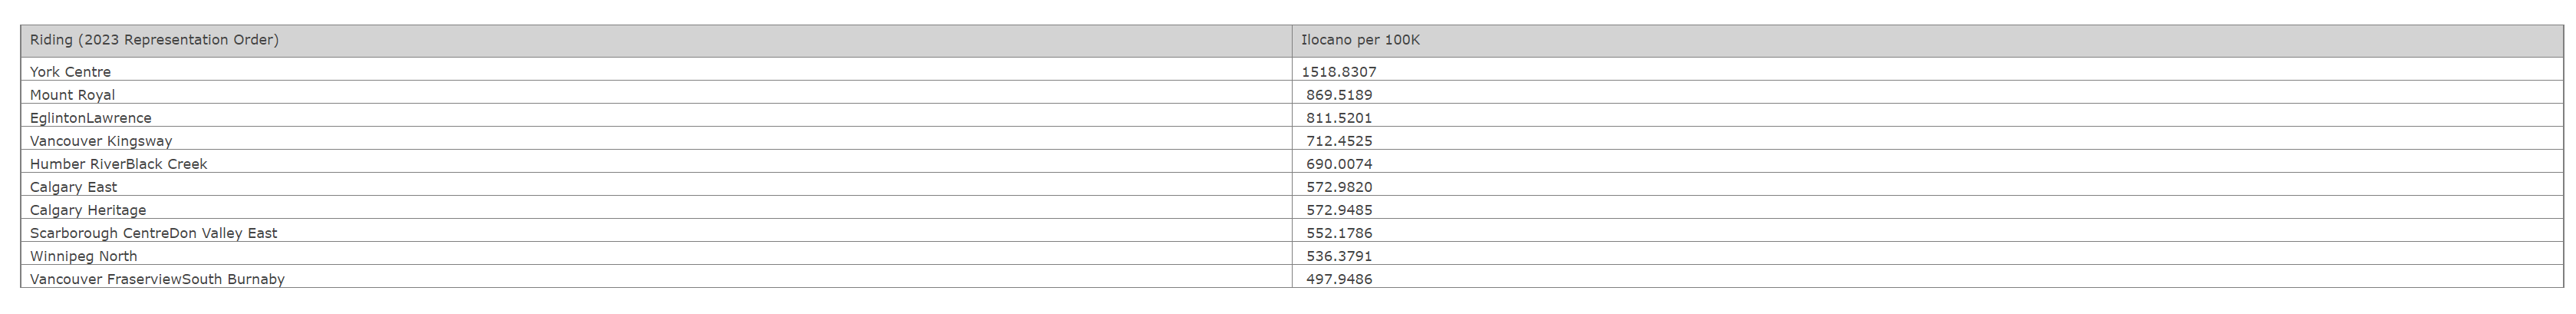 Riding (2023 Representation Order) Ilocano per 100K
York Centre 1518.8307
Mount Royal 869.5189
EglintonLawrence 811.5201
Vancouver Kingsway 712.4525
Humber RiverBlack Creek 690.0074
Calgary East 572.9820
Calgary Heritage 572.9485
Scarborough CentreDon Valley East 552.1786
Winnipeg North 536.3791
Vancouver FraserviewSouth Burnaby 497.9486